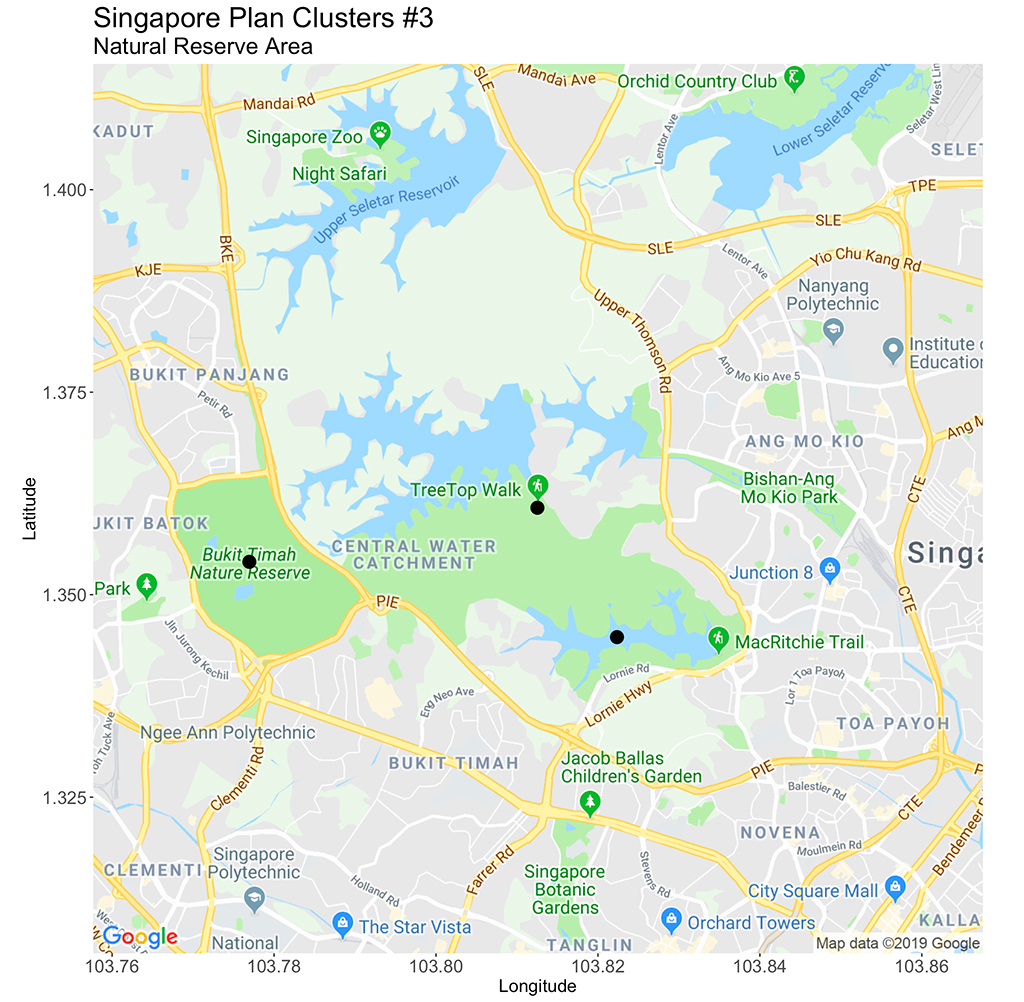 Singapore Plan Clusters #3
Natural Reserve Area
Mandai Rd
SLE
Mandai Ave
Orchid Country Club
KADUT
Singapore Zoo
Night Safari
Upper Seletar Reservoir
Lentor Ave
Lower Seletar Reservo
Seletar West Lin
SELET
1.400
TPE
SLE
SLE
BKE
KJE
Lentor Ave
Yio Chu Kang Rd
Nanyang
Polytechnic
Upper Thomson Rd
Institute o
Education
BUKIT PANJANG
Petir Rd
Ang Mo Kio Ave 5
1.375
ANG MO KIO
Ang M
TreeTop Walk
Bishan-Ang
Mo Kio Park
CTE
UKIT BATOK
CENTRAL WATER
CATCHMENT
Bukit Timah
Nature Reserve
Singa
Latitude
Park
Junction 8
1.350
PIE
CTE
Jln Jurong Kechil
MacRitchie Trail
Lornie Rd
Lor 1 Toa Payoh
Eng Neo Ave
Lornie Hwy
TOA PAYOH
oh Tuck Ave
Ngee Ann Polytechnic
Clementi Rd
BUKIT TIMAH
Jacob Ballas
Children's Garden
PIE
P
1.325
Balestier Rd
CTE
Bendemeer R
NOVENA
Moulmein Rd
CLEMENTI
Singapore
Polytechnic
Farrer Rd
Holland Rd
Singapore
Botanic
Gardens
Stevens Rd
City Square Mall
The Star Vista
Orchard Towers
KALLA
Google
National
TANGLIN
Map data ©2019 Google
103.76
103.78
103.80
103.82
103.84
103.86
Longitude